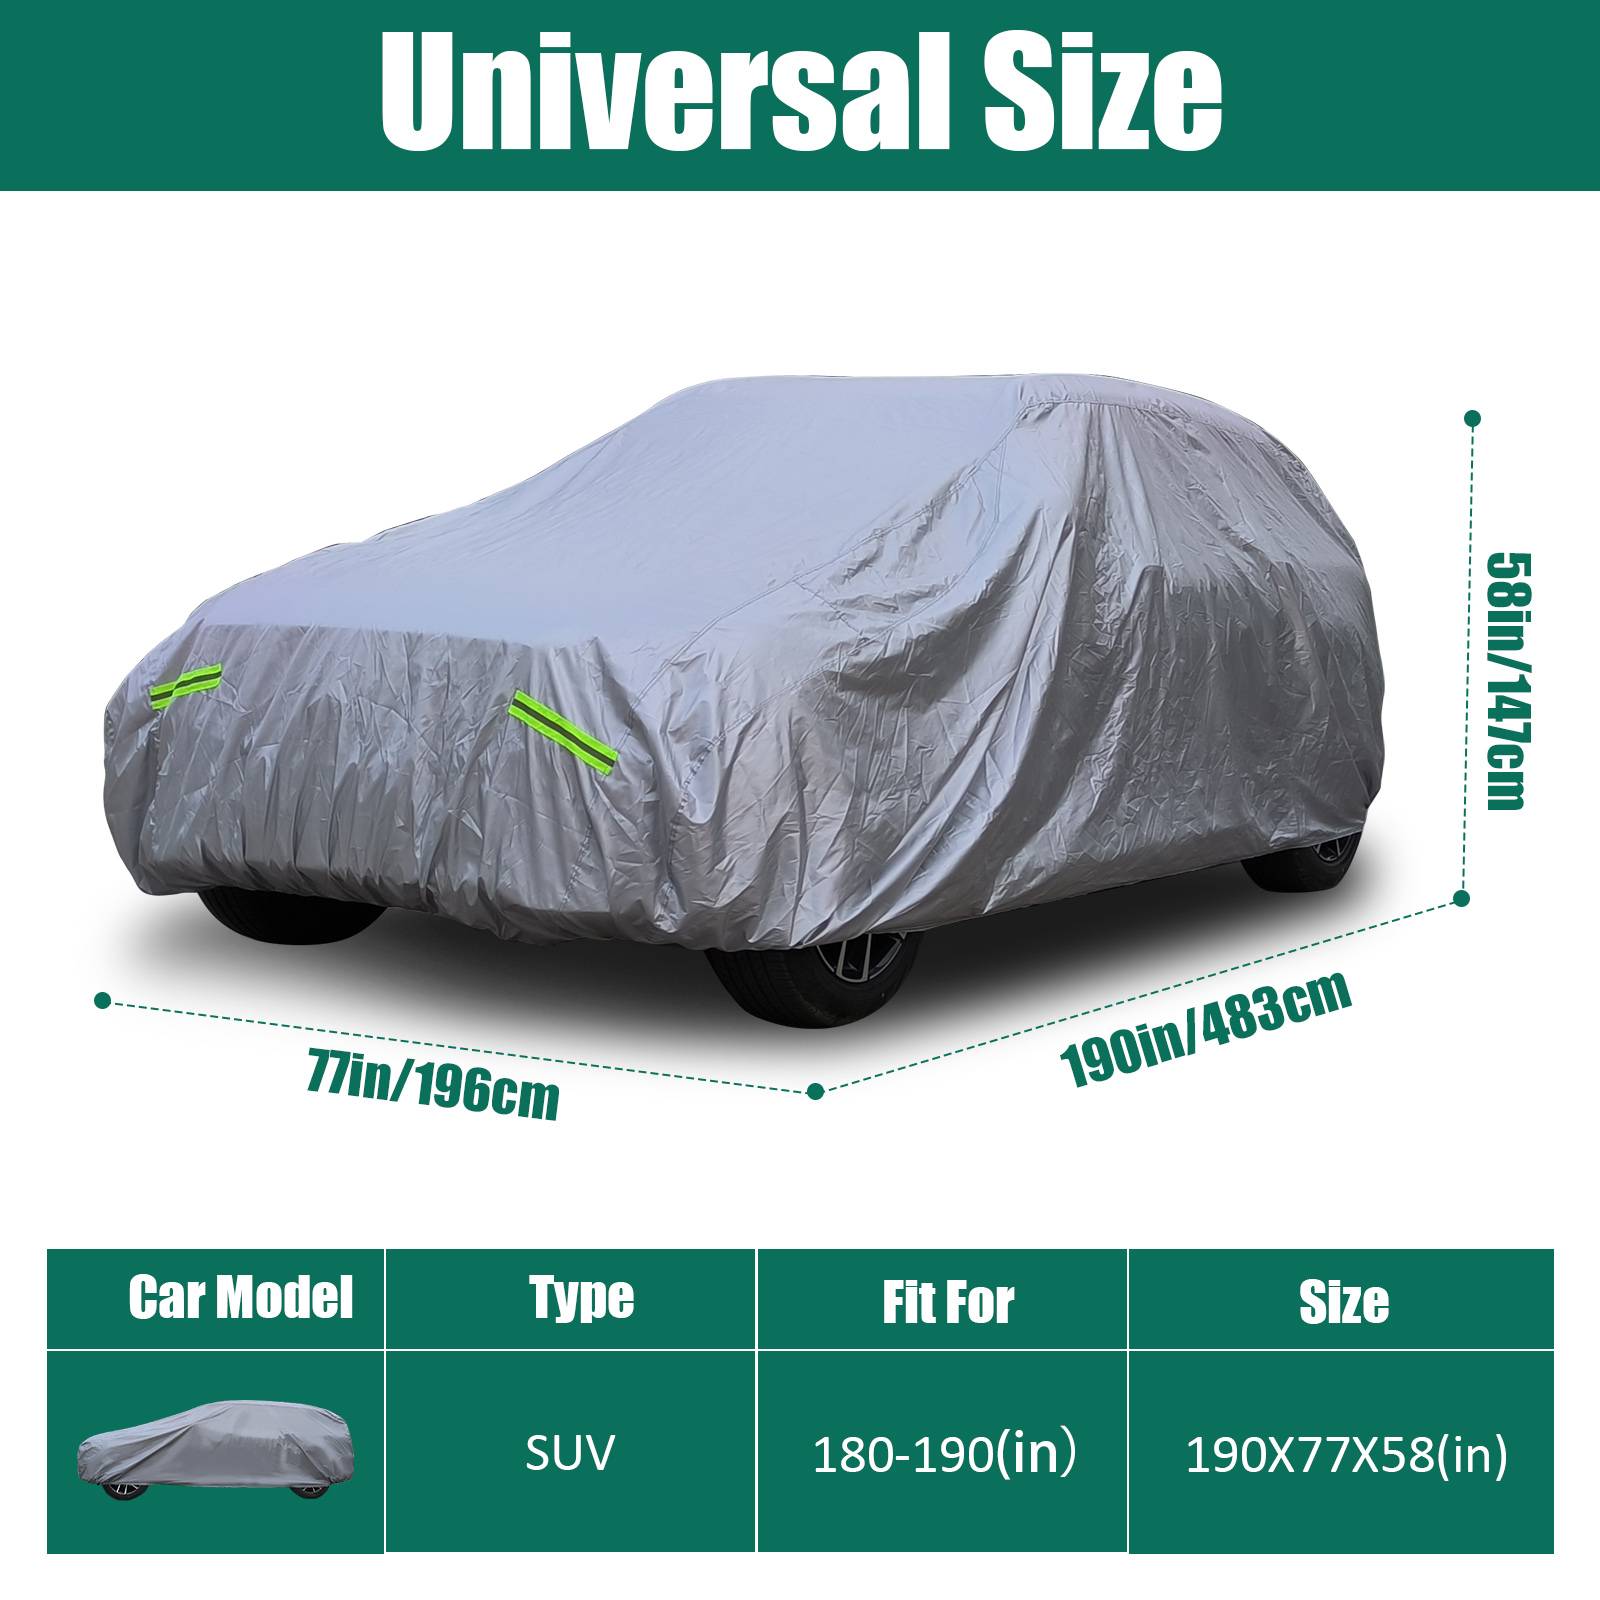 Universal Size
58in/147cm
190in/483cm
77in/196cm
Car Model Type Fit For Size
SUV 180-190(in) 190X77X58(in)